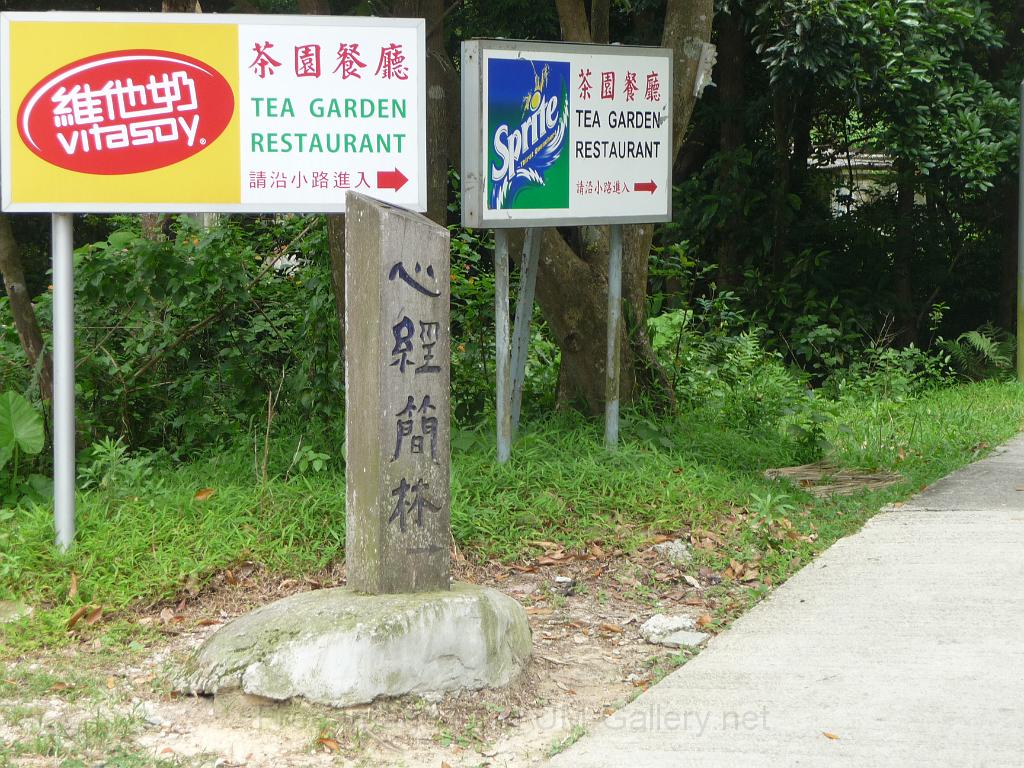 維他奶
vitasoy®
茶園餐廳
TEA GARDEN
RESTAURANT
請沿小路進入
Sprite
茶園餐廳
TEA GARDEN
RESTAURANT
請沿小路進入
心經簡林